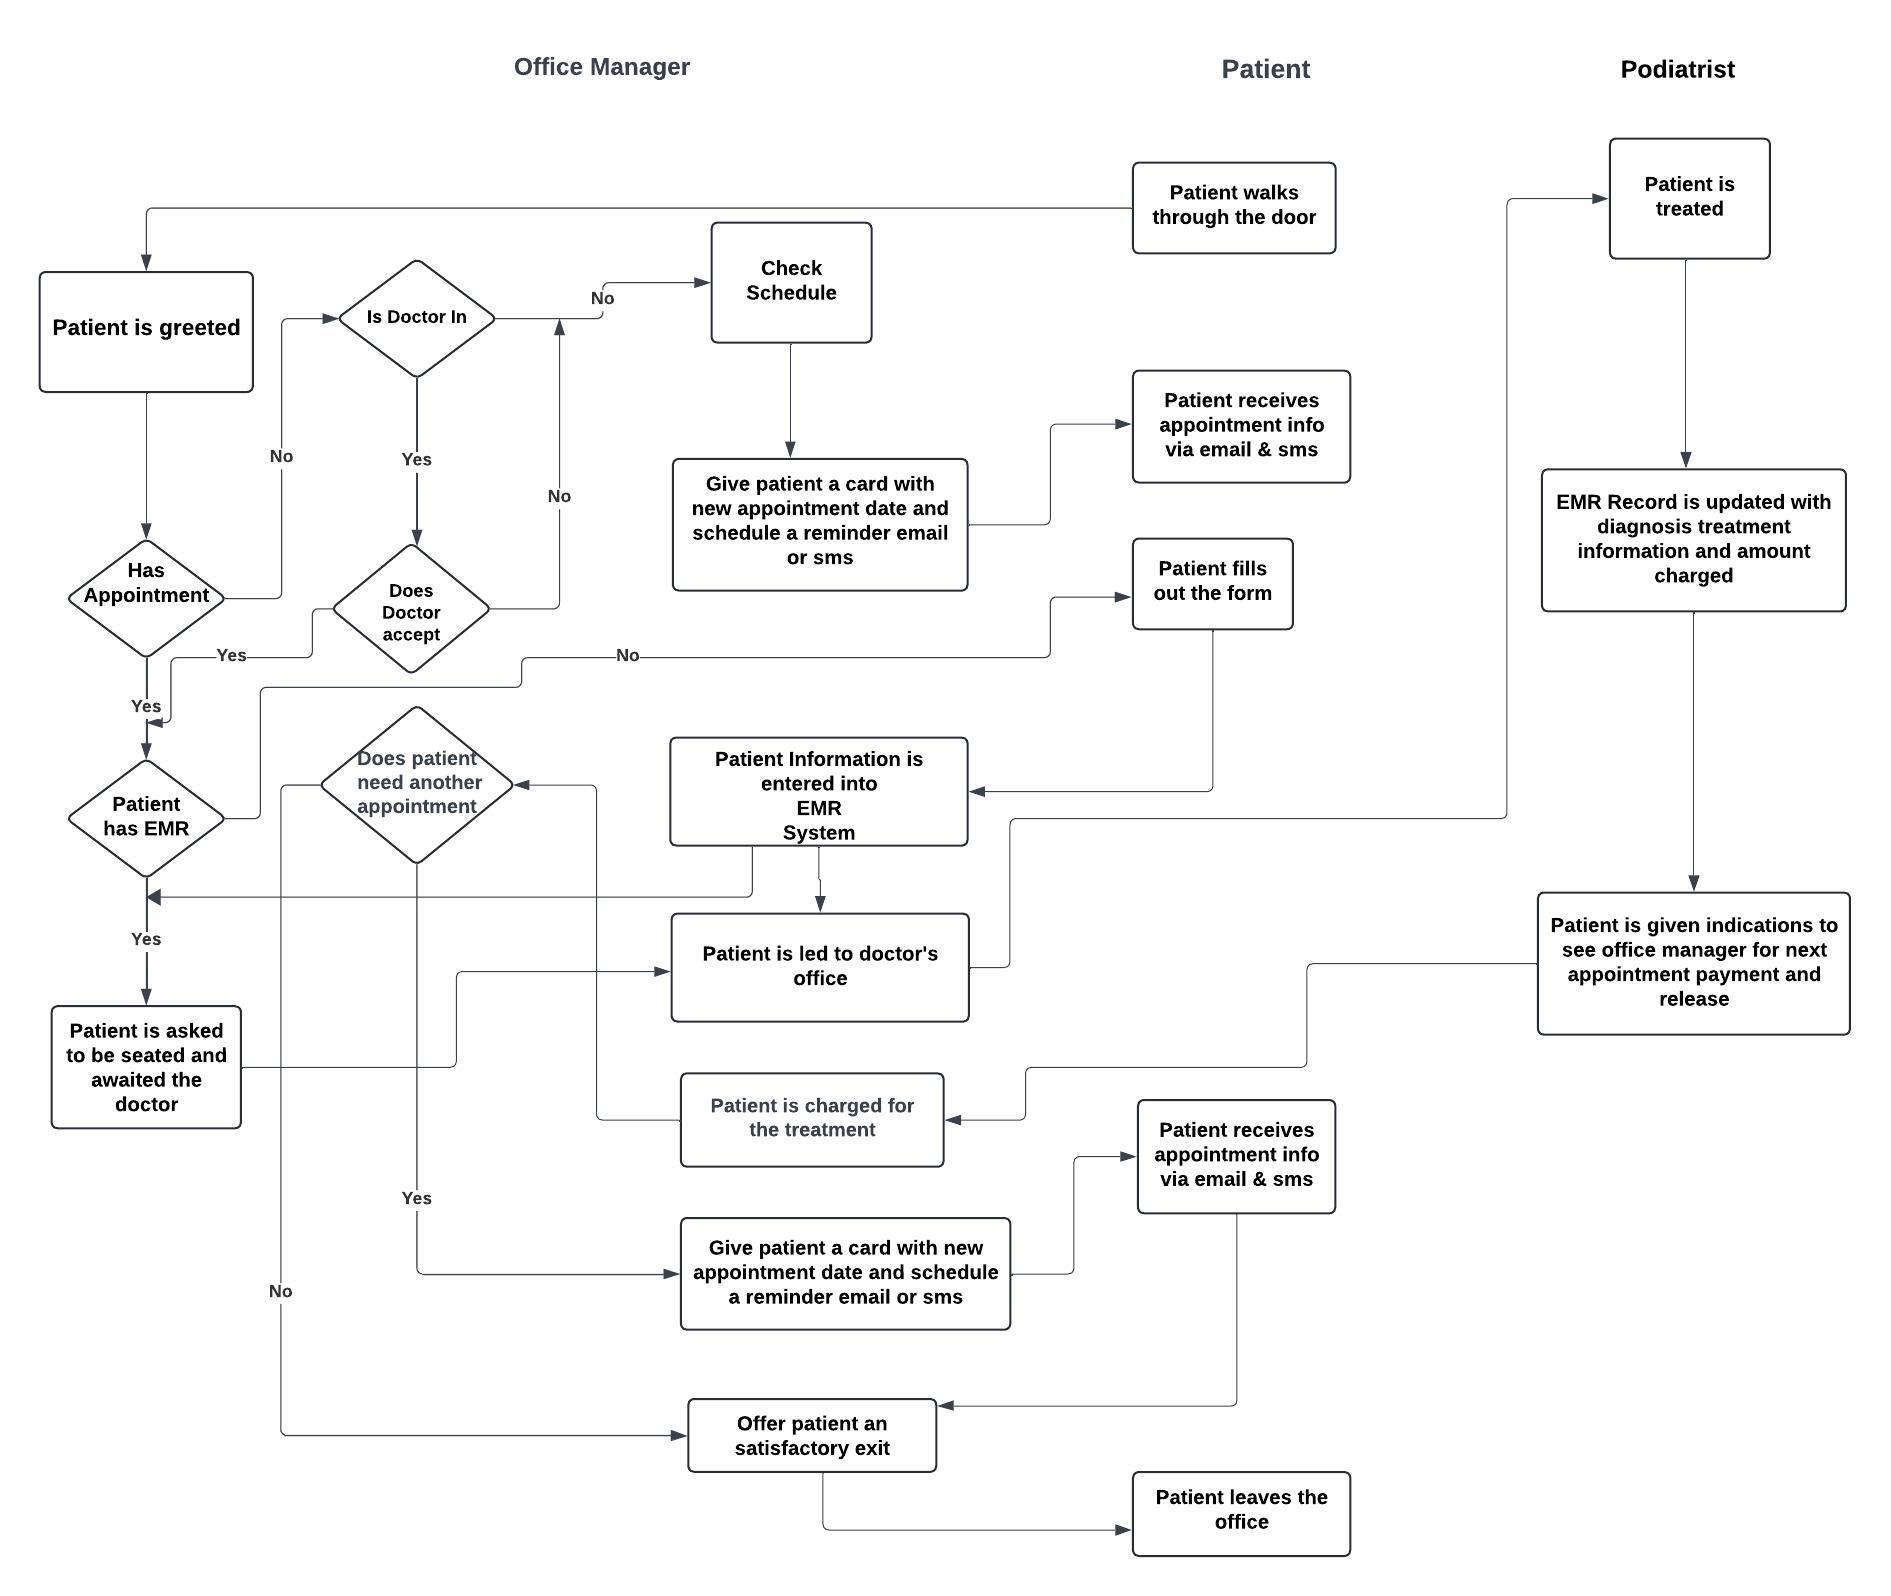 Office Manager
Patient
Podiatrist
Patient walks
through the door
Patient is
treated
Patient is greeted
Is Doctor In
No
Check
Schedule
No
Yes
No
Give patient a card with
new appointment date and
schedule a reminder email
or sms
Patient receives
appointment info
via email & sms
EMR Record is updated with
diagnosis treatment
information and amount
charged
Has
Appointment
Does
Doctor
accept
Patient fills
out the form
Yes
No
Yes
Patient
has EMR
Does patient
need another
appointment
Patient Information is
entered into
EMR
System
Yes
Patient is led to doctor's
office
Patient is given indications to
see office manager for next
appointment payment and
release
Patient is asked
to be seated and
awaited the
doctor
Patient is charged for
the treatment
Patient receives
appointment info
via email & sms
Yes
Give patient a card with new
appointment date and schedule
a reminder email or sms
No
Offer patient an
satisfactory exit
Patient leaves the
office